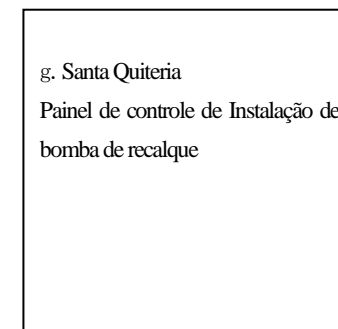 g. Santa Quiteria
Painel de controle de Instalação de
bomba de recalque